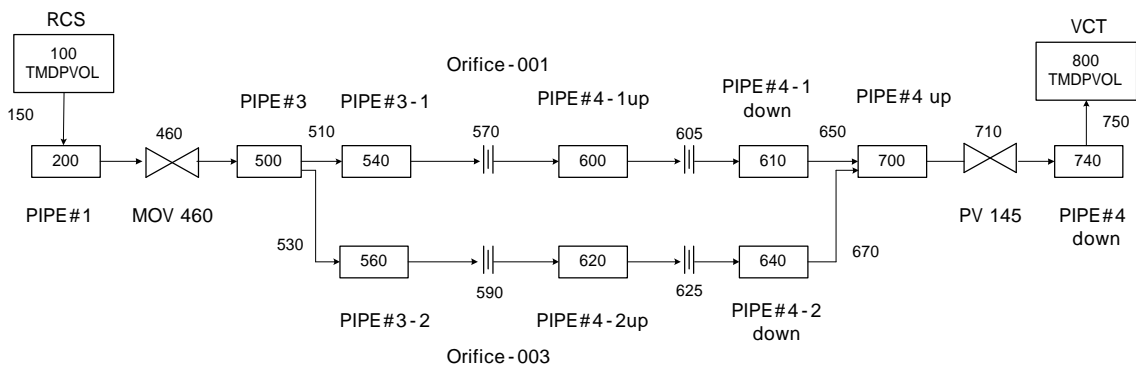 RCS
VCT
100
TMDPVOL
800
TMDPVOL
Orifice-001
PIPE#3
PIPE#3-1
PIPE#4-1up
PIPE#4-1
down
PIPE#4 up
150
460
510
570
605
650
710
750
200
500
540
600
610
700
740
PIPE#1
MOV 460
PV 145
PIPE#4
down
530
670
560
620
640
590
625
PIPE#3-2
PIPE#4-2up
PIPE#4-2
down
Orifice-003